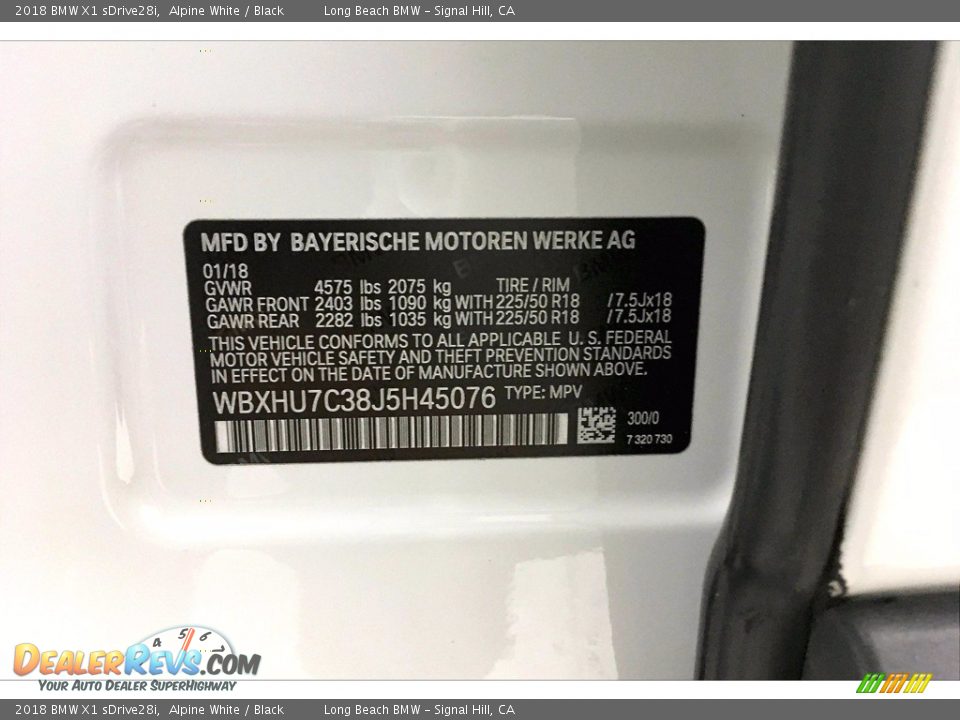 2018 BMW X1 sDrive28i, Alpine White / Black Long Beach BMW - Signal Hill, CA
MFD BY BAYERISCHE MOTOREN WERKE AG
01/18
GVWR 4575 lbs 2075 kg TIRE / RIM
GAWR FRONT 2403 lbs 1090 kg WITH 225/50 R18 /7.5Jx18
GAWR REAR 2282 lbs 1035 kg WITH 225/50 R18 /7.5Jx18
THIS VEHICLE CONFORMS TO ALL APPLICABLE U. S. FEDERAL
MOTOR VEHICLE SAFETY AND THEFT PREVENTION STANDARDS
IN EFFECT ON THE DATE OF MANUFACTURE SHOWN ABOVE.
WBXHU7C38J5H45076 TYPE: MPV
300/0
7 320 730
4 5 6 7
DEALERREVS.COM
YOUR AUTO DEALER SUPERHIGHWAY
2018 BMW X1 sDrive28i, Alpine White / Black Long Beach BMW - Signal Hill, CA